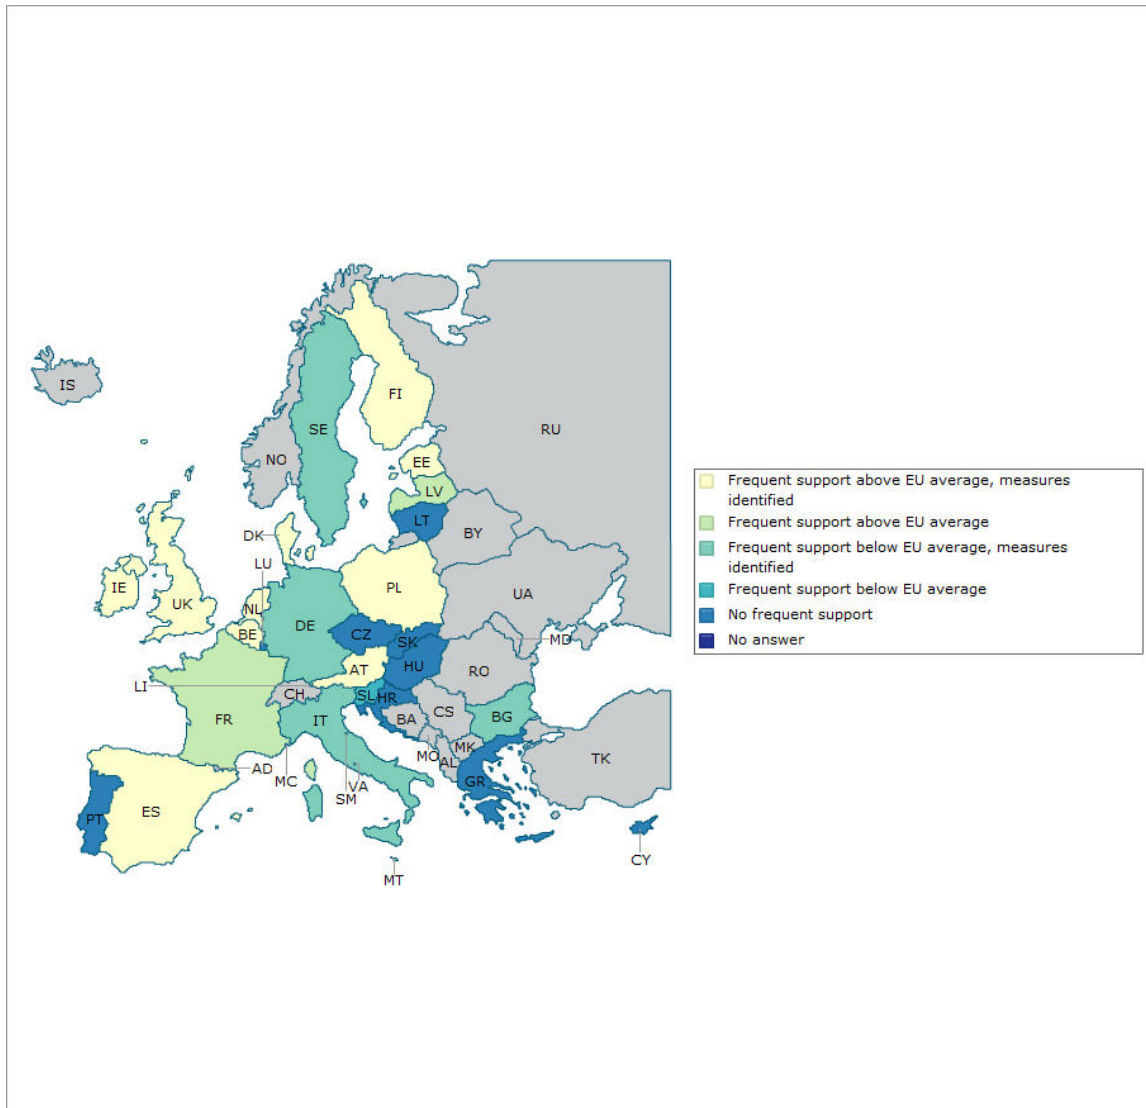 IS
FI
SE
RU
NO
EE
LV
LT
BY
DK
LU
IE
UK
NL
BE
PL
UA
DE
CZ
SK
MD
HU
RO
AT
LI
CH
SL
HR
FR
IT
BA
CS
BG
MO
MK
AL
TK
AD
MC
SM
VA
GR
ES
PT
CY
MT
Frequent support above EU average, measures
identified
Frequent support above EU average
Frequent support below EU average, measures
identified
Frequent support below EU average
No frequent support
No answer